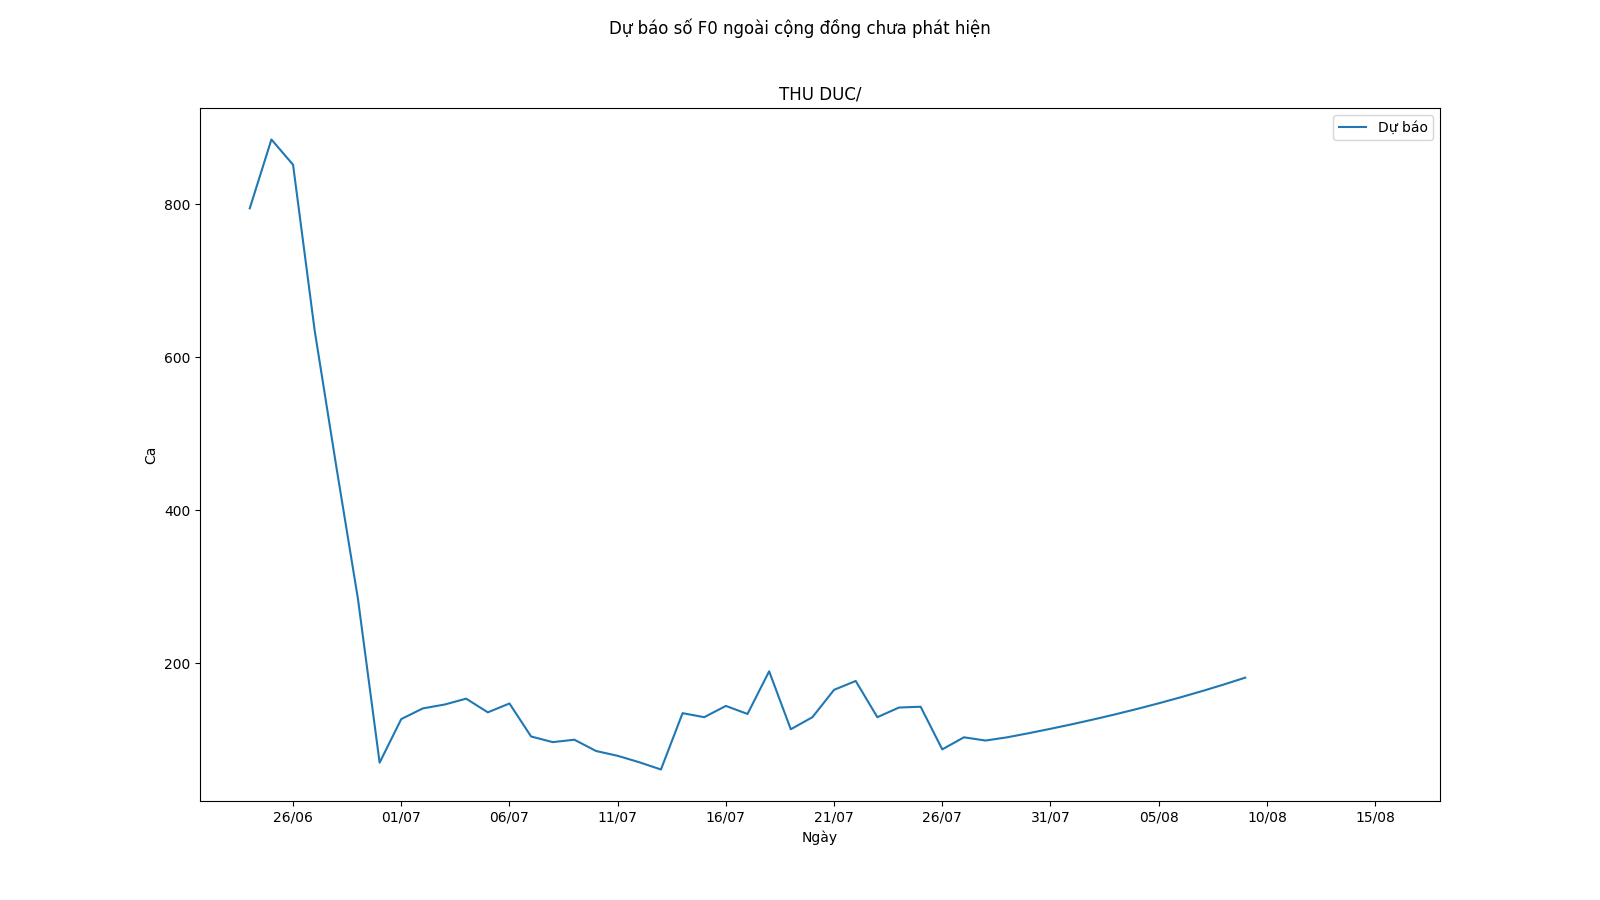 Dự báo số F0 ngoài cộng đồng chưa phát hiện
THU DUC/
Dự báo
800
600
400
200
Ca
26/06 01/07 06/07 11/07 16/07 21/07 26/07 31/07 05/08 10/08 15/08
Ngày